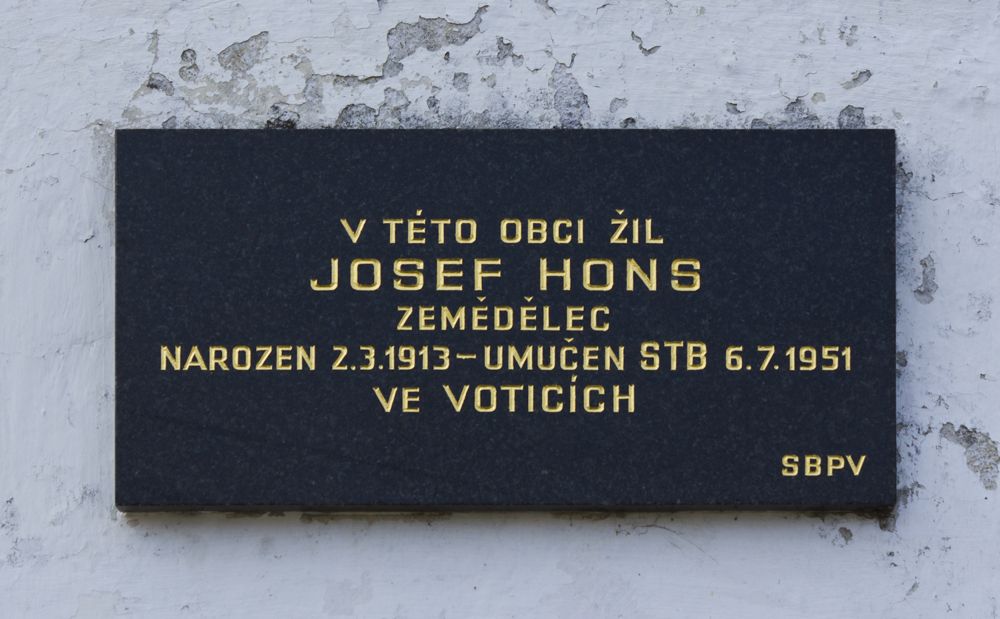 V TÉTO OBCI ŽIL
JOSEF HONS
ZEMĚDĚLEC
NAROZEN 2.3.1913 – UMUČEN STB 6.7.1951
VE VOTICÍCH
SBPV